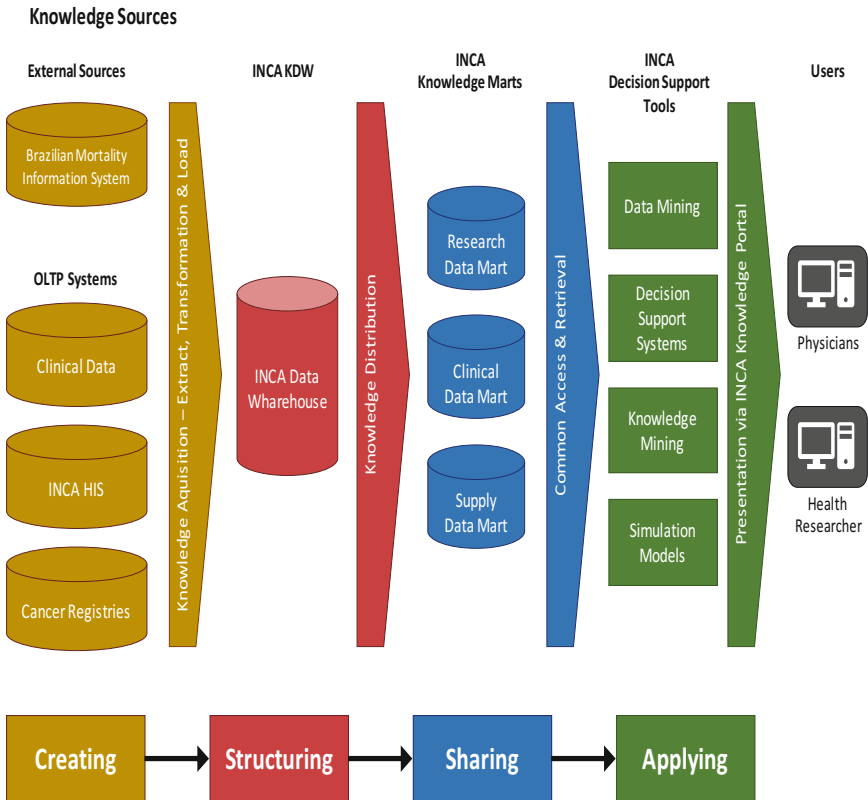 Knowledge Sources
External Sources
INCA KDW
INCA
Knowledge Marts
INCA
Decision Support
Tools
Users
Brazilian Mortality
Information System
OLTP Systems
Clinical Data
INCA HIS
Cancer Registries
Knowledge Aquisition – Extract, Transformation & Load
INCA Data
Wharehouse
Knowledge Distribution
Research
Data Mart
Clinical
Data Mart
Supply
Data Mart
Common Access & Retrieval
Data Mining
Decision
Support
Systems
Knowledge
Mining
Simulation
Models
Presentation via INCA Knowledge Portal
Physicians
Health
Researcher
Creating
Structuring
Sharing
Applying